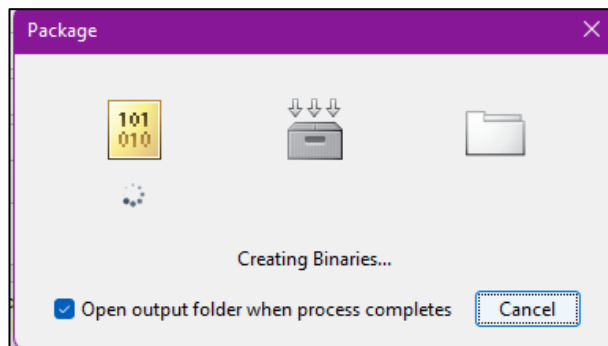 Package
101
010
Creating Binaries...
Open output folder when process completes
Cancel